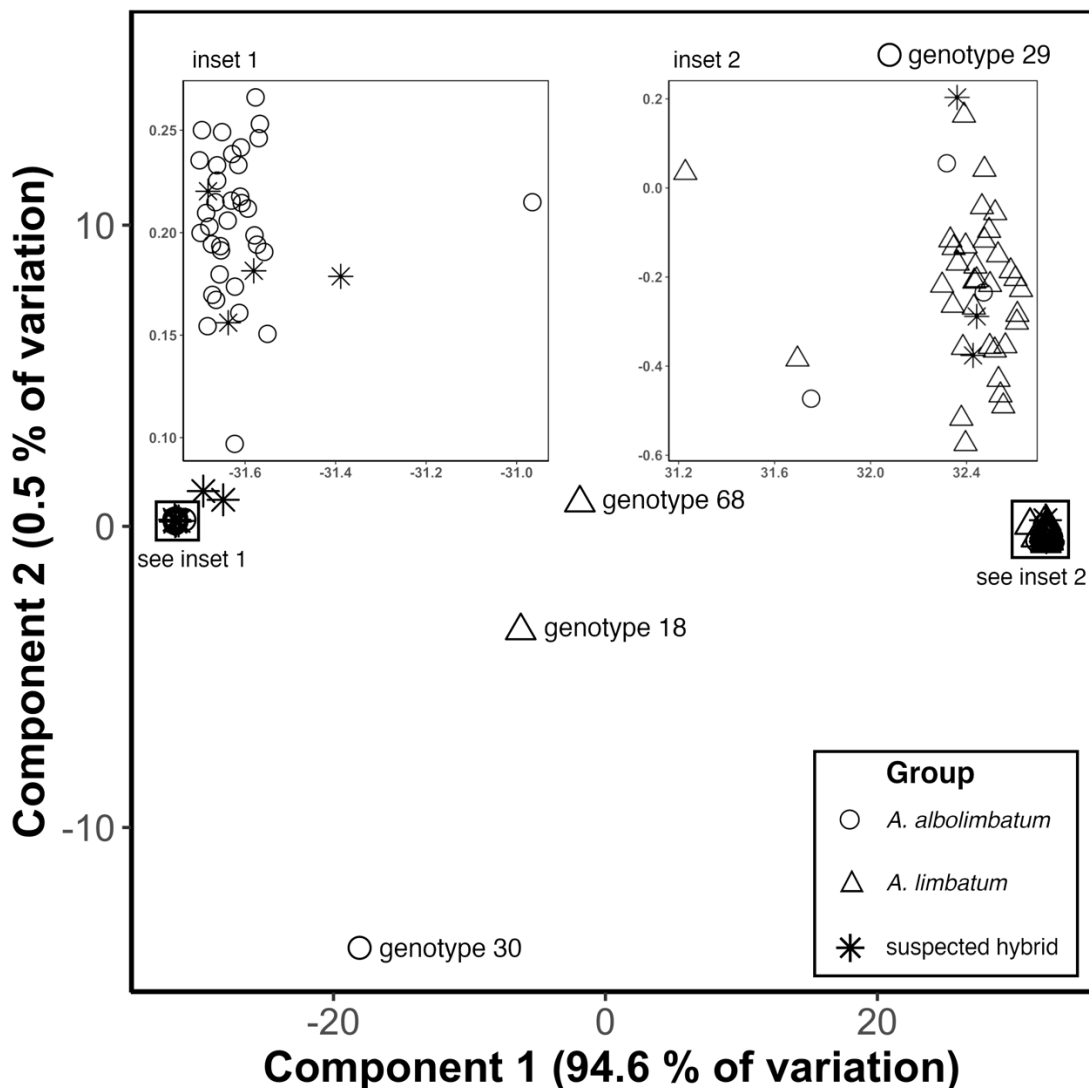 inset 1
inset 2
genotype 29
0.25
0.20
0.15
0.10
-31.6
-31.4
-31.2
-31.0
0.2
0.0
-0.2
-0.4
-0.6
31.2
31.6
32.0
32.4
Component 2 (0.5 % of variation)
10
0
-10
see inset 1
genotype 68
see inset 2
genotype 18
genotype 30
Group
A. albolimbatum
A. limbatum
suspected hybrid
-20
0
20
Component 1 (94.6 % of variation)